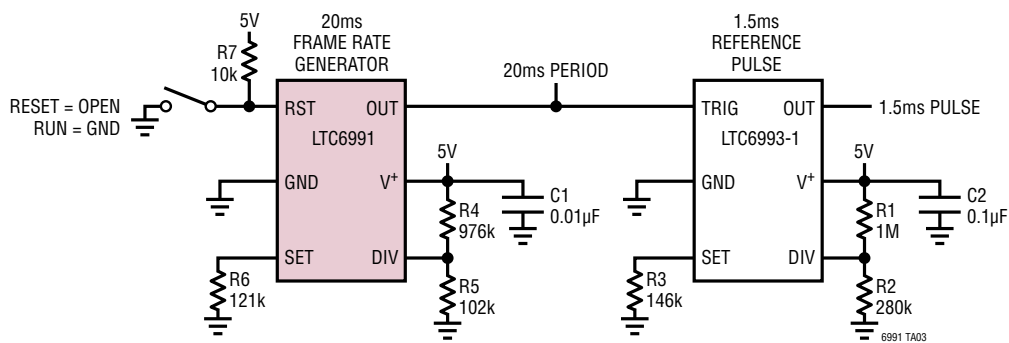 20ms
FRAME RATE
GENERATOR
1.5ms
REFERENCE
PULSE
5V
R7
10k
20ms PERIOD
RESET = OPEN
RUN = GND
RST
OUT
LTC6991
GND
V+
SET
DIV
TRIG
OUT
1.5ms PULSE
LTC6993-1
GND
V+
SET
DIV
5V
R4
976k
C1
0.01µF
R6
121k
R5
102k
5V
R1
1M
C2
0.1µF
R3
146k
R2
280k
6991 TA03